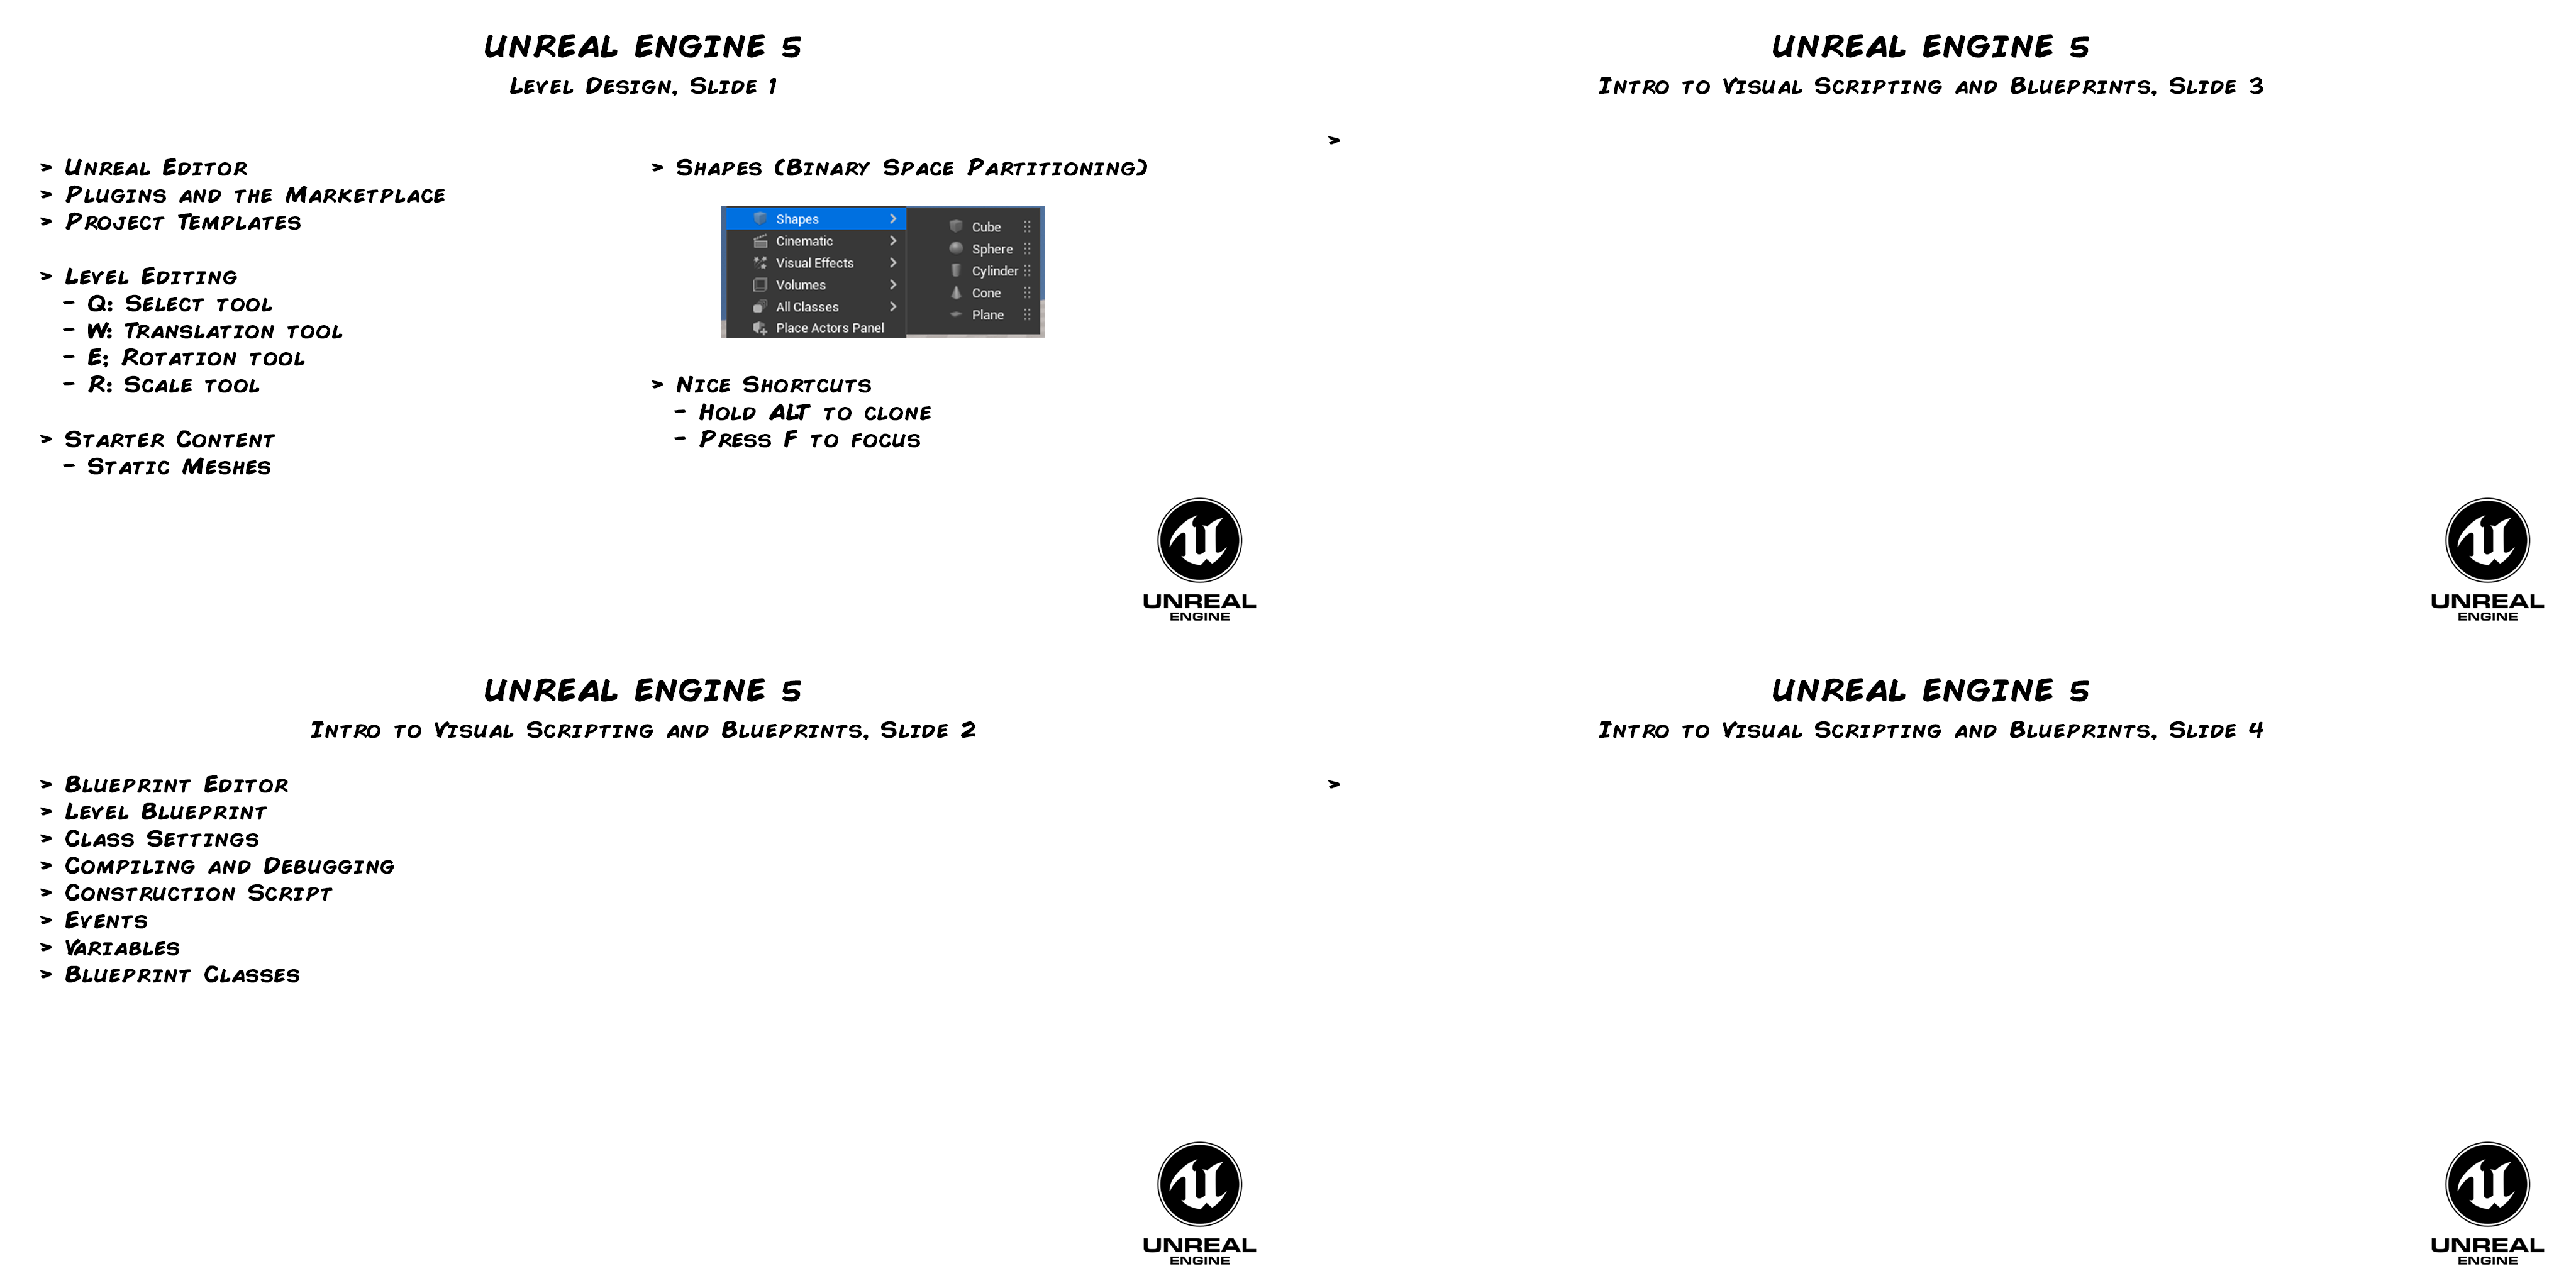 UNREAL ENGINE 5
Level Design, Slide 1
> Unreal Editor
> Plugins and the Marketplace
> Project Templates
> Level Editing
- Q: Select tool
- W: Translation tool
- E; Rotation tool
- R: Scale tool
> Starter Content
- Static Meshes
> Shapes (Binary Space Partitioning)
Shapes
Cinematic
Visual Effects
Volumes
All Classes
Place Actors Panel
Cube
Sphere
Cylinder
Cone
Plane
> Nice Shortcuts
- Hold ALT to clone
- Press F to focus
UNREAL
ENGINE
UNREAL ENGINE 5
Intro to Visual Scripting and Blueprints, Slide 3
>
UNREAL
ENGINE
UNREAL ENGINE 5
Intro to Visual Scripting and Blueprints, Slide 2
> Blueprint Editor
> Level Blueprint
> Class Settings
> Compiling and Debugging
> Construction Script
> Events
> Variables
> Blueprint Classes
UNREAL
ENGINE
UNREAL ENGINE 5
Intro to Visual Scripting and Blueprints, Slide 4
>
UNREAL
ENGINE